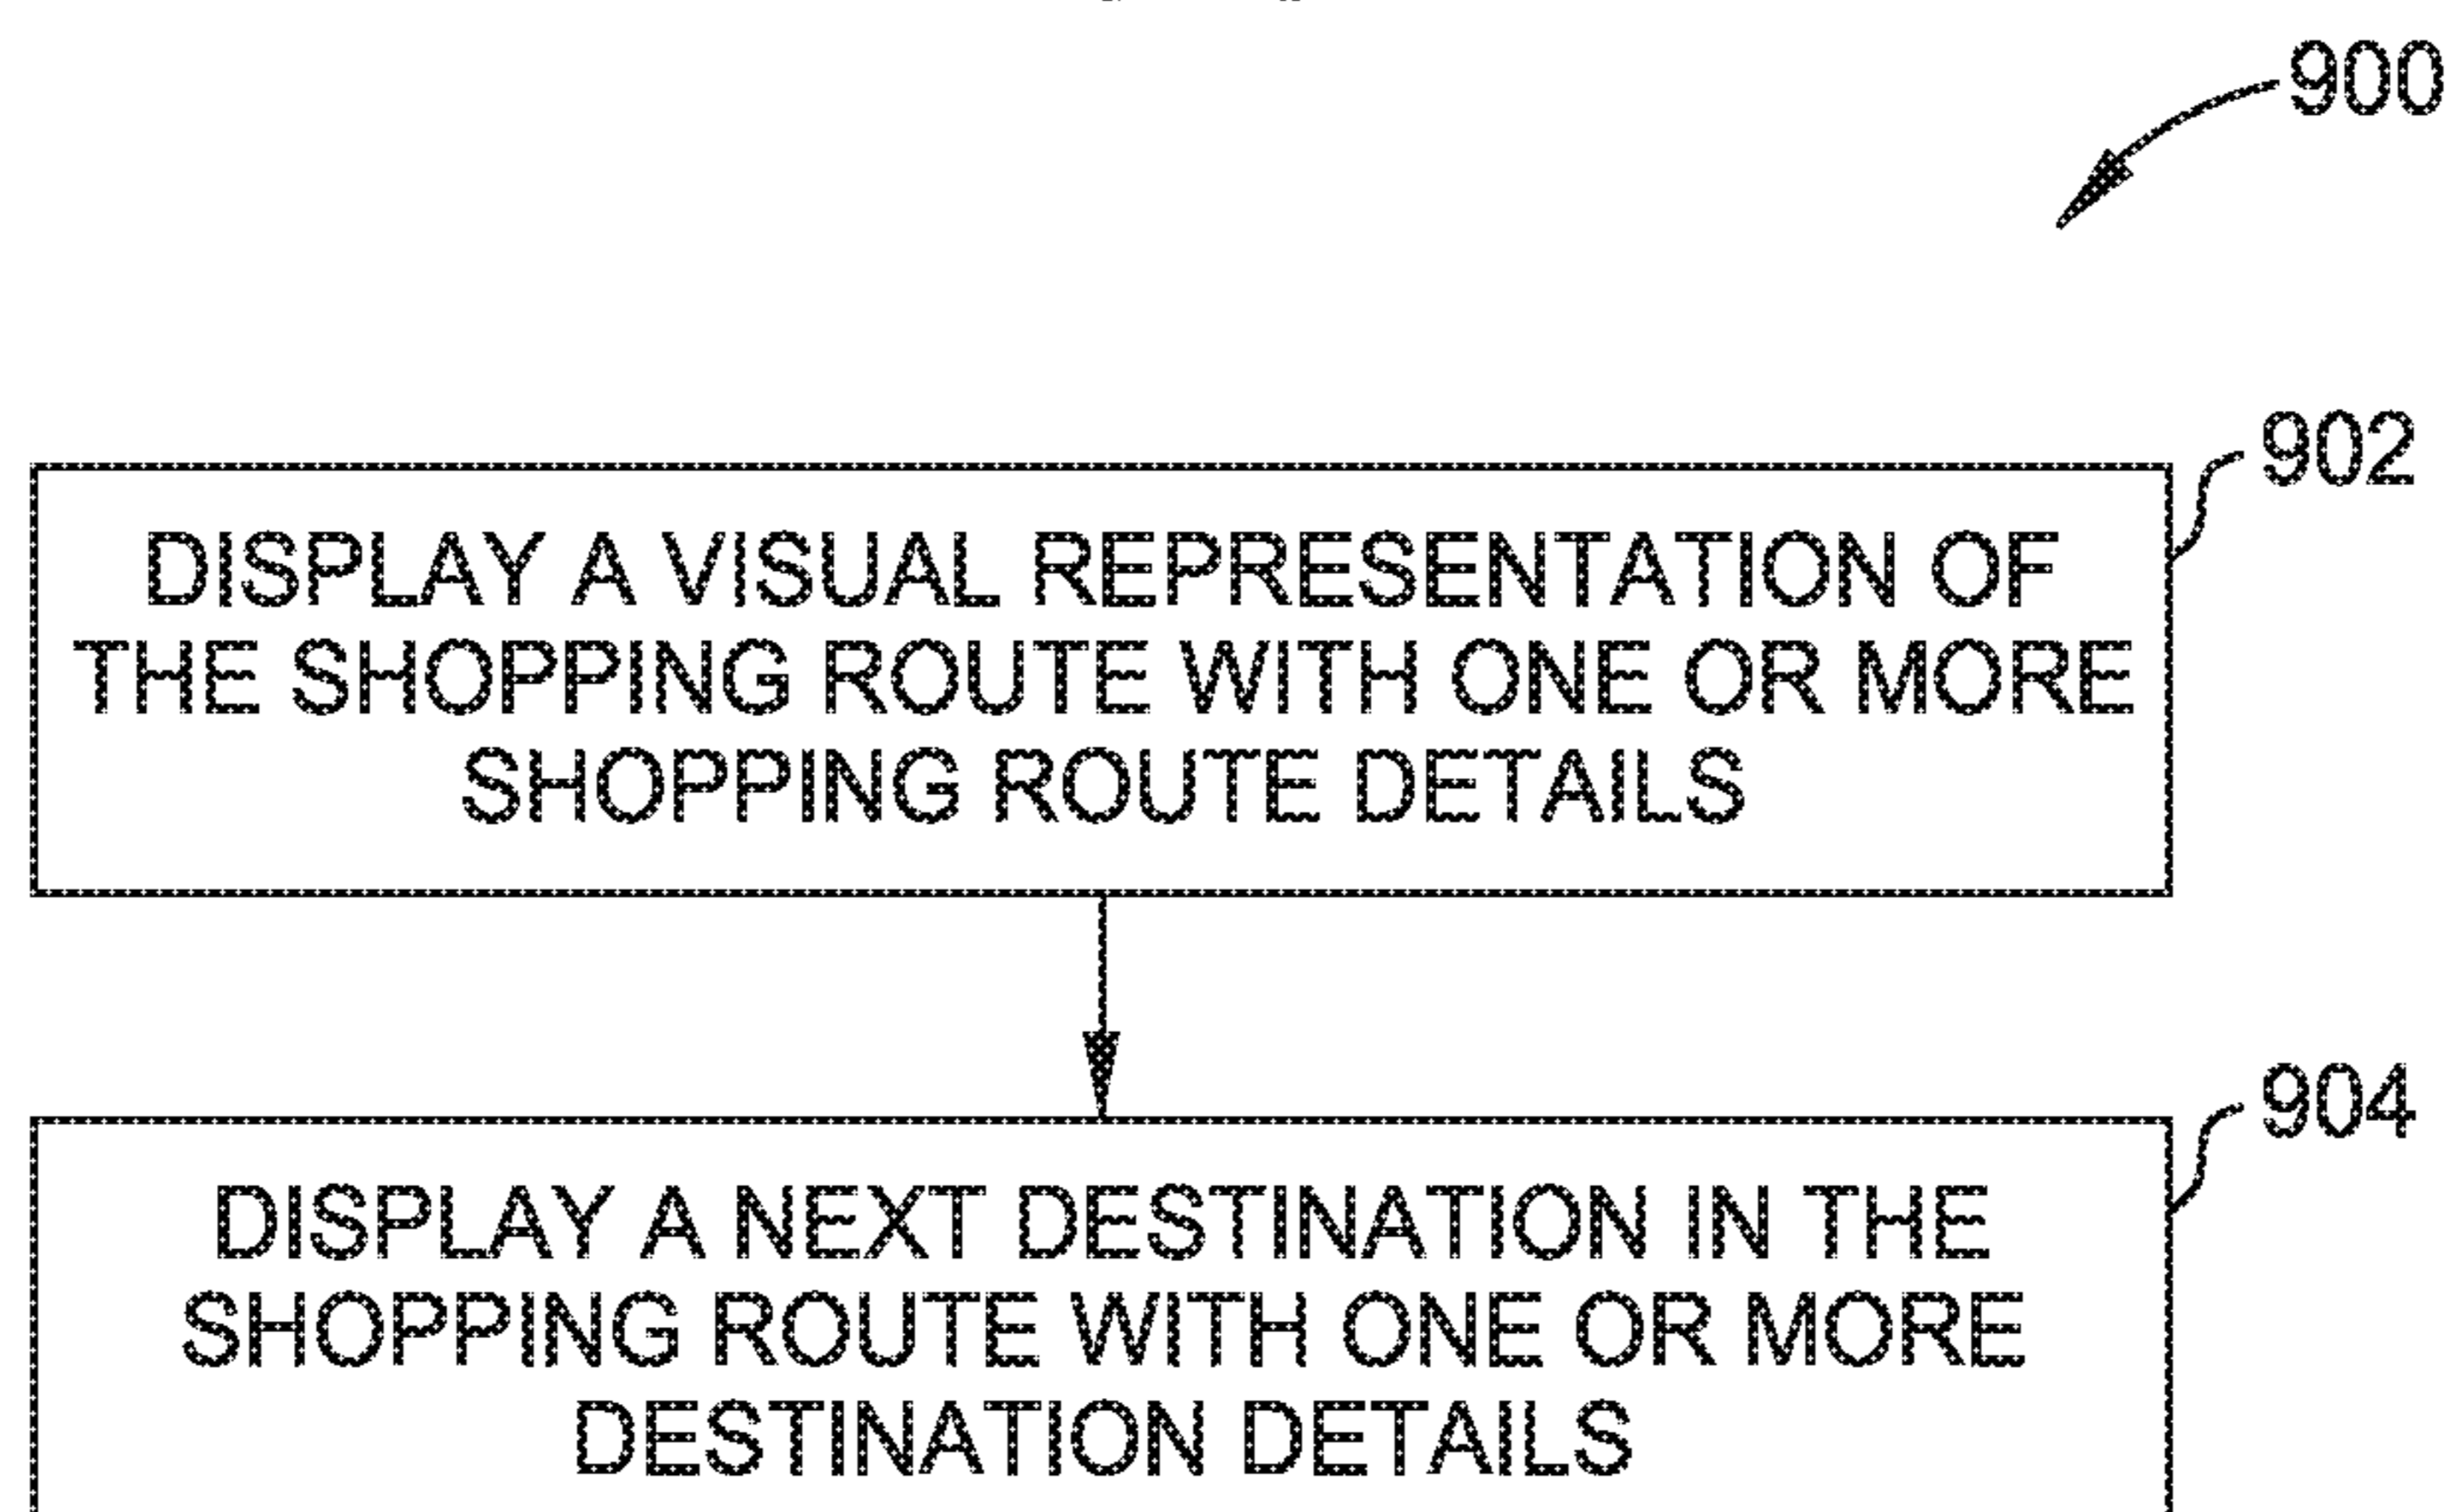 900
902
DISPLAY A VISUAL REPRESENTATION OF
THE SHOPPING ROUTE WITH ONE OR MORE
SHOPPING ROUTE DETAILS
904
DISPLAY A NEXT DESTINATION IN THE
SHOPPING ROUTE WITH ONE OR MORE
DESTINATION DETAILS